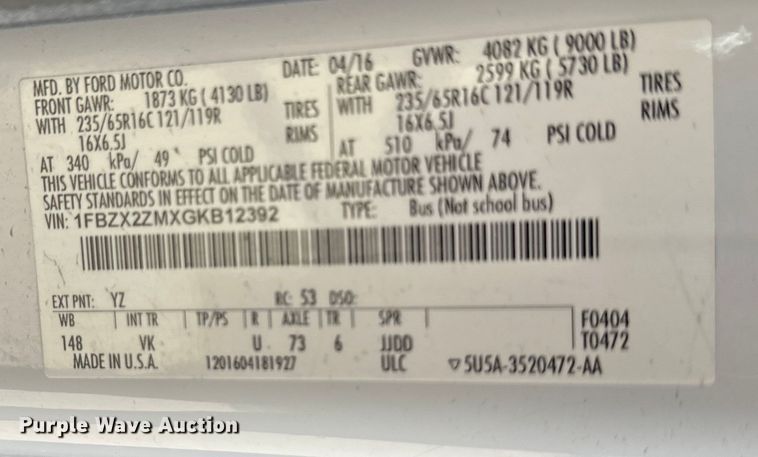 MFD. BY FORD MOTOR CO. DATE: 04/16 GVWR: 4082 KG ( 9000 LB)
FRONT GAWR: 1873 KG ( 4130 LB) REAR GAWR: 2599 KG ( 5730 LB)
WITH 235/65R16C 121/119R TIRES WITH 235/65R16C 121/119R TIRES
16X6.5J RIMS 16X6.5J RIMS
AT 340 kPa/ 49 PSI COLD AT 510 kPa/ 74 PSI COLD
THIS VEHICLE CONFORMS TO ALL APPLICABLE FEDERAL MOTOR VEHICLE
SAFETY STANDARDS IN EFFECT ON THE DATE OF MANUFACTURE SHOWN ABOVE.
VIN: 1FBZX2ZMXGKB12392 TYPE: Bus (Not school bus)
EXT PNT: YZ RC: 53 DSO:
WB INT TR TP/PS R AXLE TR SPR F0404
148 VK U 73 6 JJDD T0472
MADE IN U.S.A. 1201604181927 ULC ▽5U5A-3520472-AA
Purple Wave Auction